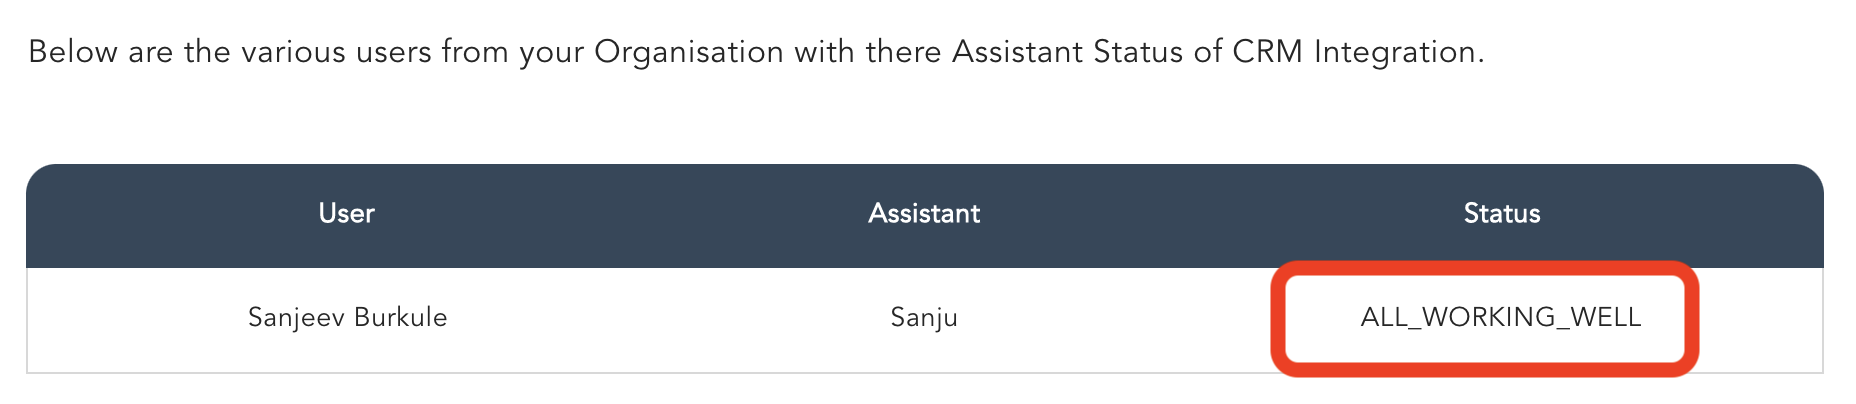 Below are the various users from your Organisation with there Assistant Status of CRM Integration.
User Assistant Status
Sanjeev Burkule Sanju ALL_WORKING_WELL